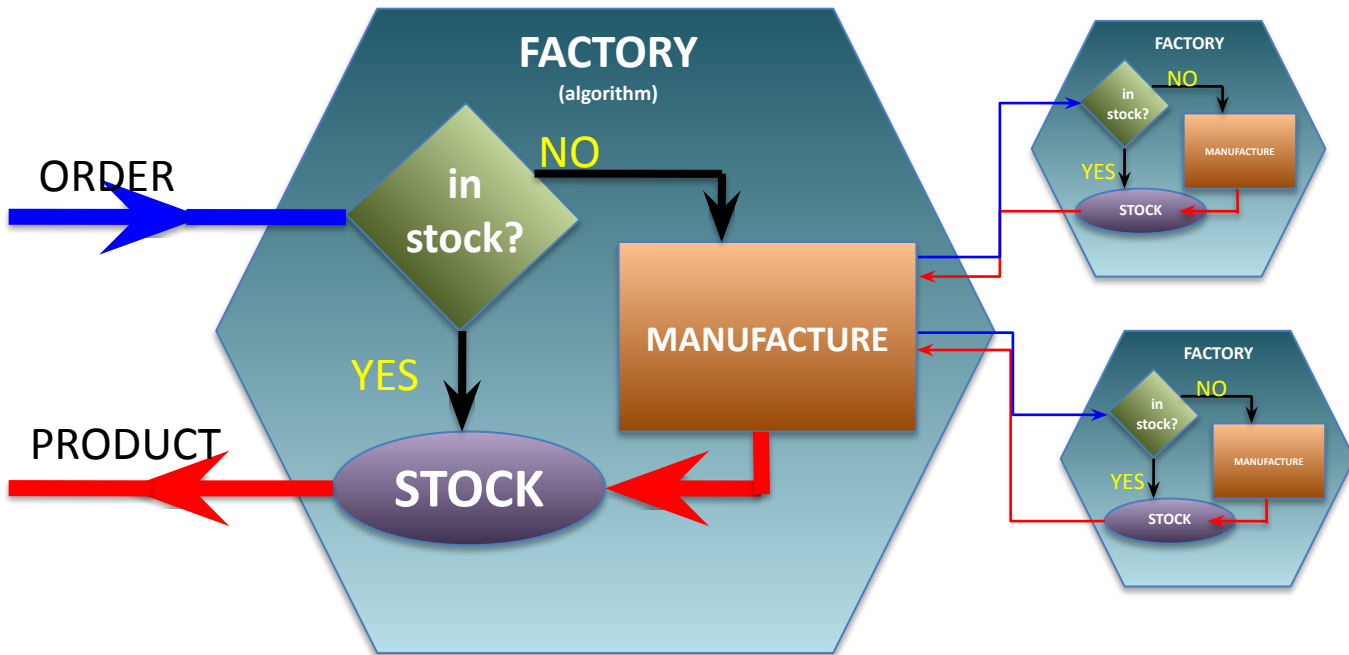 FACTORY
(algorithm)
ORDER
in
stock?
NO
YES
MANUFACTURE
PRODUCT
STOCK
FACTORY
NO
in
stock?
MANUFACTURE
YES
STOCK
FACTORY
NO
in
stock?
MANUFACTURE
YES
STOCK